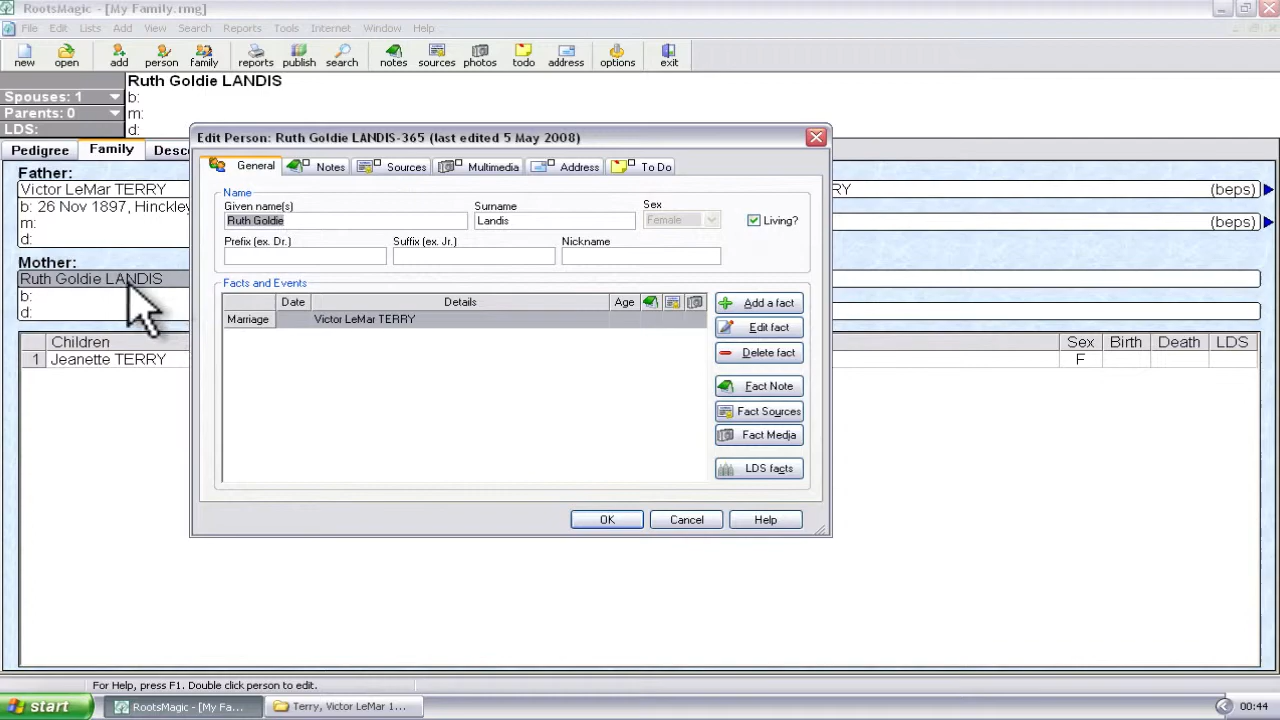 RootsMagic - [My Family.rmg]
File Edit Lists Add View Search Reports Tools Internet Window Help
new open add person family reports publish search notes sources photos todo address options exit
Ruth Goldie LANDIS
Spouses: 1 b:
Parents: 0 m:
LDS: d:
Edit Person: Ruth Goldie LANDIS-365 (last edited 5 May 2008)
Pedigree Family Desc
General Notes Sources Multimedia Address To Do
Father:
Victor LeMar TERRY
RY (beps)
b: 26 Nov 1897, Hinckley
m: (beps)
d:
Mother:
Ruth Goldie LANDIS
b:
d:
Name
Given name(s) Surname Sex
Ruth Goldie Landis Female Living?
Prefix (ex. Dr.) Suffix (ex. Jr.) Nickname
Facts and Events
Date Details Age
Marriage Victor LeMar TERRY
Add a fact
Edit fact
Delete fact
Fact Note
Fact Sources
Fact Media
LDS facts
OK Cancel Help
Children Sex Birth Death LDS
1 Jeanette TERRY F
For Help, press F1. Double click person to edit.
start RootsMagic - [My Fa... Terry, Victor LeMar 1... 00:44